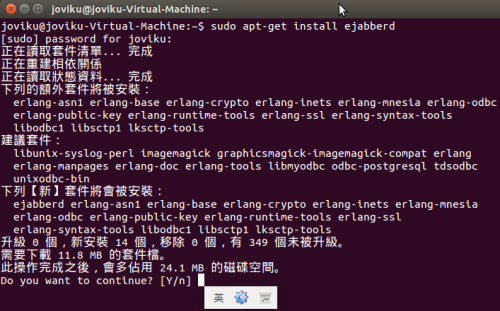 joviku@joviku-Virtual-Machine: ~
joviku@joviku-Virtual-Machine:~$ sudo apt-get install ejabberd
[sudo] password for joviku:
正在讀取套件清單... 完成
正在重建相依關係
正在讀取狀態資料... 完成
下列的額外套件將被安裝：
erlang-asn1 erlang-base erlang-crypto erlang-inets erlang-mnesia erlang-odbc
erlang-public-key erlang-runtime-tools erlang-ssl erlang-syntax-tools
libodbc1 libsctp1 lksctp-tools
建議套件：
libunix-syslog-perl imagemagick graphicsmagick-imagemagick-compat erlang
erlang-manpages erlang-doc erlang-tools libmyodbc odbc-postgresql tdsodbc
unixodbc-bin
下列【新】套件將會被安裝：
ejabberd erlang-asn1 erlang-base erlang-crypto erlang-inets erlang-mnesia
erlang-odbc erlang-public-key erlang-runtime-tools erlang-ssl
erlang-syntax-tools libodbc1 libsctp1 lksctp-tools
升級 0 個，新安裝 14 個，移除 0 個，有 349 個未被升級。
需要下載 11.8 MB 的套件檔。
此操作完成之後，會多佔用 24.1 MB 的磁碟空間。
Do you want to continue? [Y/n]
英